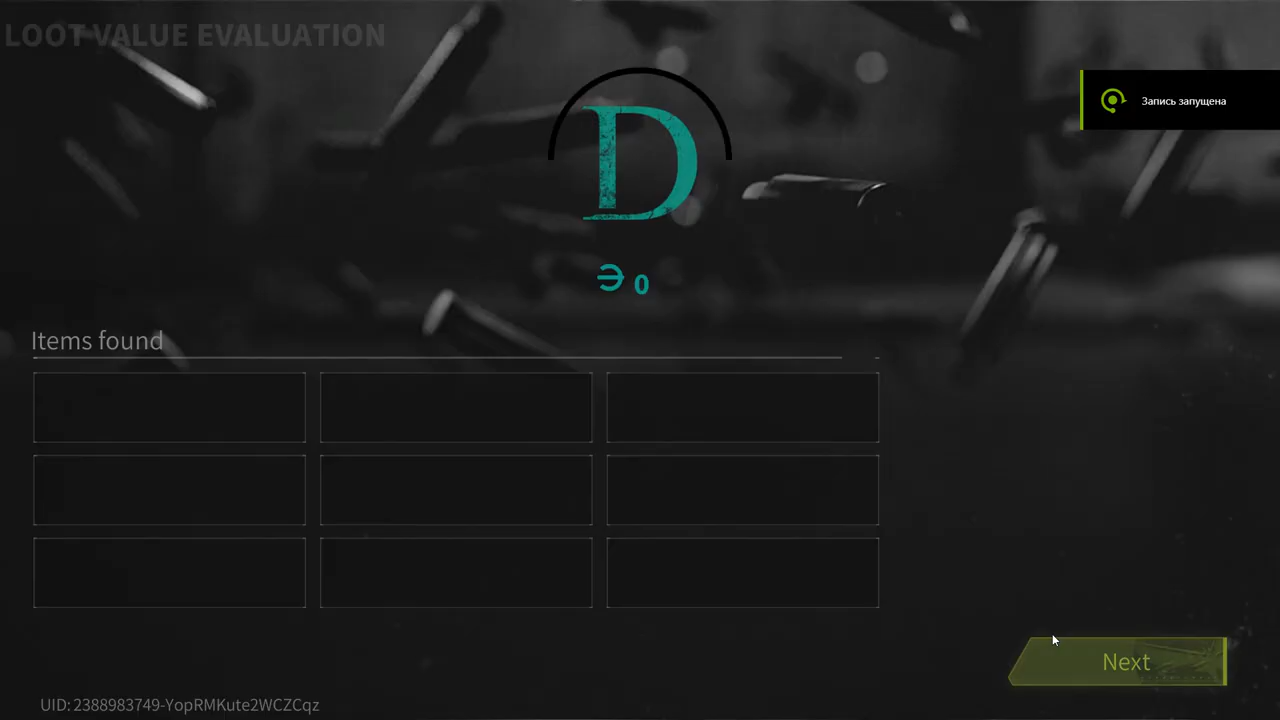 LOOT VALUE EVALUATION
Запись запущена
D
Э 0
Items found
Next
UID: 2388983749-YopRMKute2WCZCqz